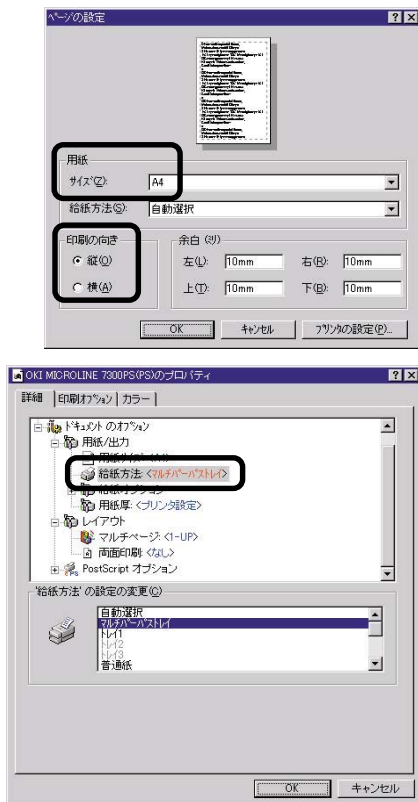 ページの設定
用紙
サイズ(Z): A4
給紙方法(S): 自動選択
印刷の向き
縦(O)
横(A)
余白 (ミリ)
左(L): 10mm 右(R): 10mm
上(T): 10mm 下(B): 10mm
OK キャンセル プリンタの設定(P)...
OKI MICROLINE 7300PS(PS)のプロパティ
詳細 印刷オプション カラー
ドキュメント のオプション
用紙/出力
給紙方法: <マルチパーパストレイ>
用紙厚: <プリンタ設定>
レイアウト
マルチページ: <1-UP>
両面印刷: <なし>
PostScript オプション
'給紙方法' の設定の変更(C)
自動選択
マルチパーパストレイ
トレイ1
トレイ2
トレイ3
普通紙
OK キャンセル